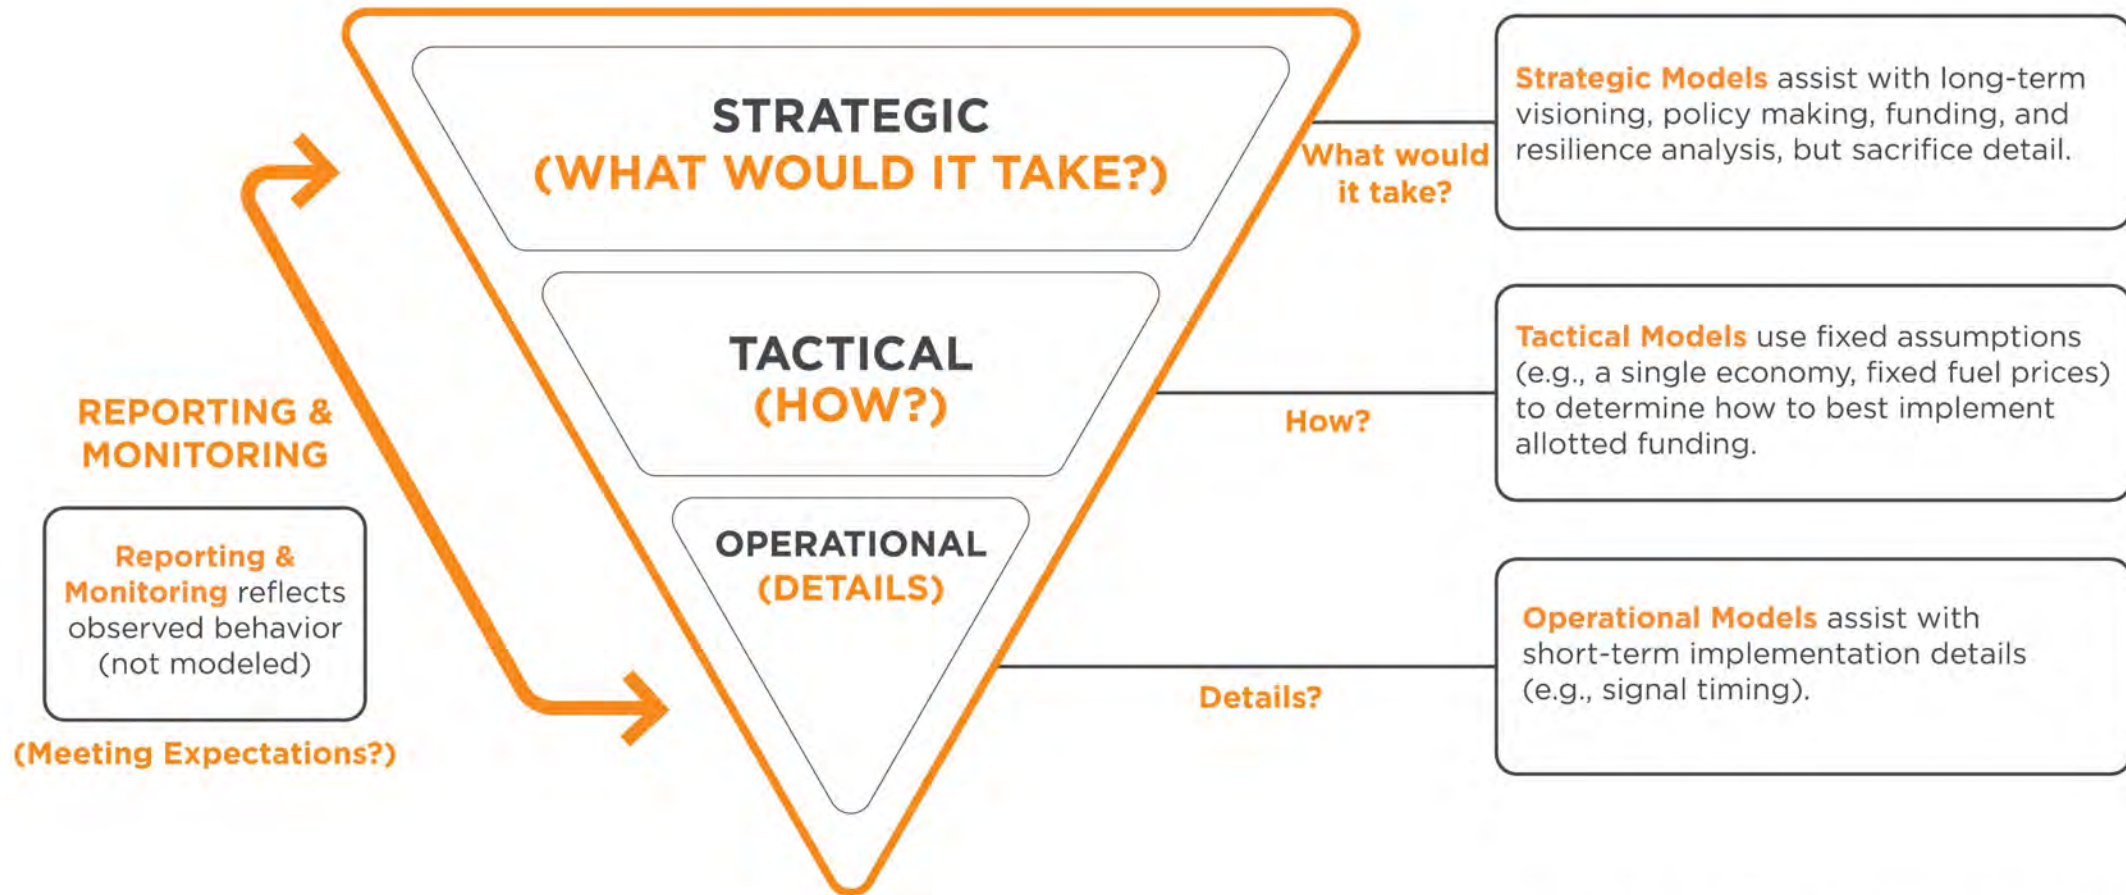 STRATEGIC
(WHAT WOULD IT TAKE?)
TACTICAL
(HOW?)
OPERATIONAL
(DETAILS)
What would
it take?
Strategic Models assist with long-term
visioning, policy making, funding, and
resilience analysis, but sacrifice detail.
How?
Tactical Models use fixed assumptions
(e.g., a single economy, fixed fuel prices)
to determine how to best implement
allotted funding.
Details?
Operational Models assist with
short-term implementation details
(e.g., signal timing).
REPORTING &
MONITORING
Reporting &
Monitoring reflects
observed behavior
(not modeled)
(Meeting Expectations?)